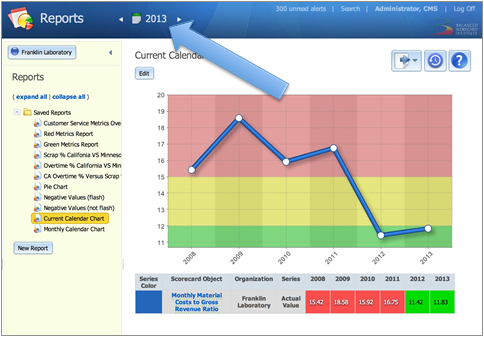 300 unread alerts | Search | Administrator, CMS | Log Off
Reports
2013
BALANCED
SCORECARD
INSTITUTE
Franklin Laboratory
Current Calenda
Edit
Reports
( expand all | collapse all )
Saved Reports
Customer Service Metrics Ove
Red Metrics Report
Green Metrics Report
Scrap % Califonia VS Minneso
Overtime % California VS Min
CA Overtime % Versus Scrap
Pie Chart
Negative Values (flash)
Negative Values (not flash)
Current Calendar Chart
Monthly Calendar Chart
New Report
20
19
18
17
16
15
14
13
12
11
2008 2009 2010 2011 2012 2013
Series Color Scorecard Object Organization Series 2008 2009 2010 2011 2012 2013
Monthly Material Costs to Gross Revenue Ratio Franklin Laboratory Actual Value 15.42 18.58 15.92 16.75 11.42 11.83